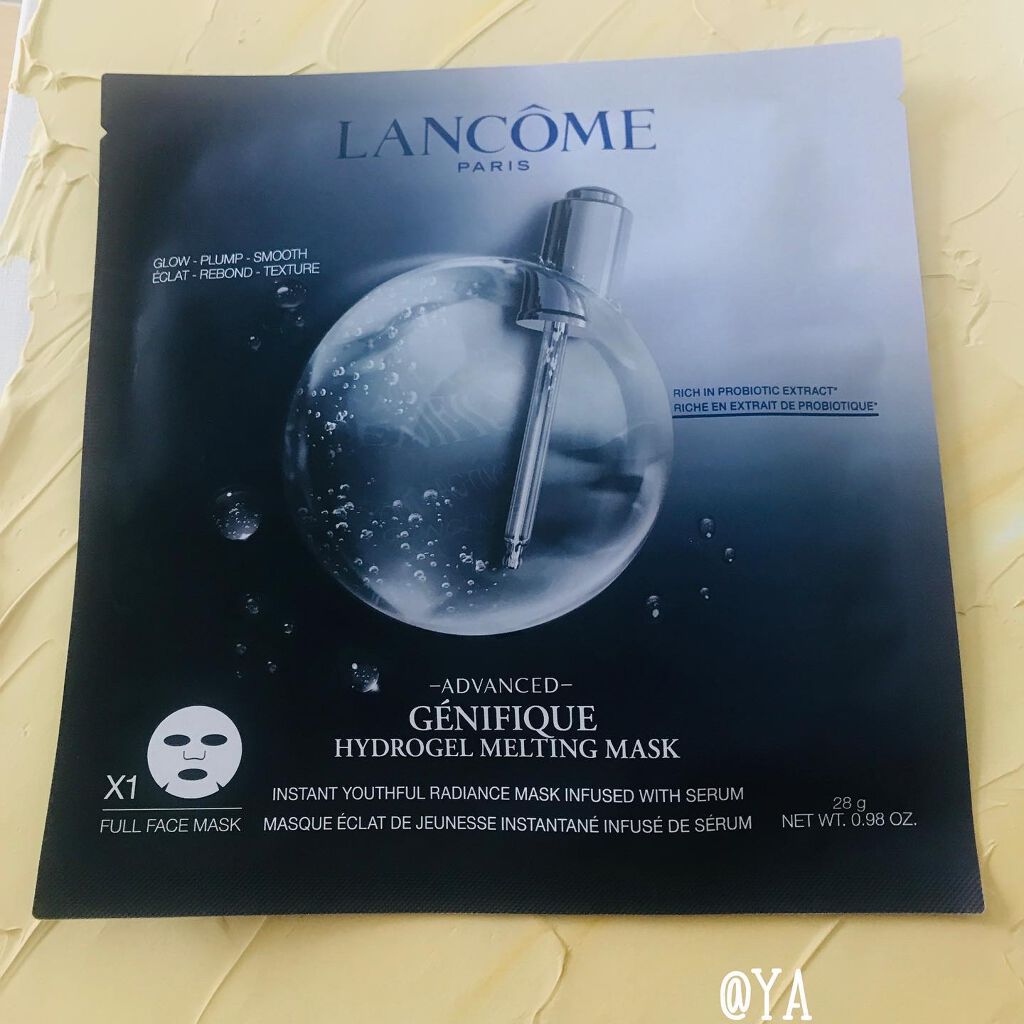 LANCÔME
PARIS
GLOW - PLUMP - SMOOTH
ÉCLAT - REBOND - TEXTURE
RICH IN PROBIOTIC EXTRACT*
RICHE EN EXTRAIT DE PROBIOTIQUE*
-ADVANCED-
GÉNIFIQUE
HYDROGEL MELTING MASK
X1
FULL FACE MASK
INSTANT YOUTHFUL RADIANCE MASK INFUSED WITH SERUM
MASQUE ÉCLAT DE JEUNESSE INSTANTANÉ INFUSÉ DE SÉRUM
28 g
NET WT. 0.98 OZ.
@YA